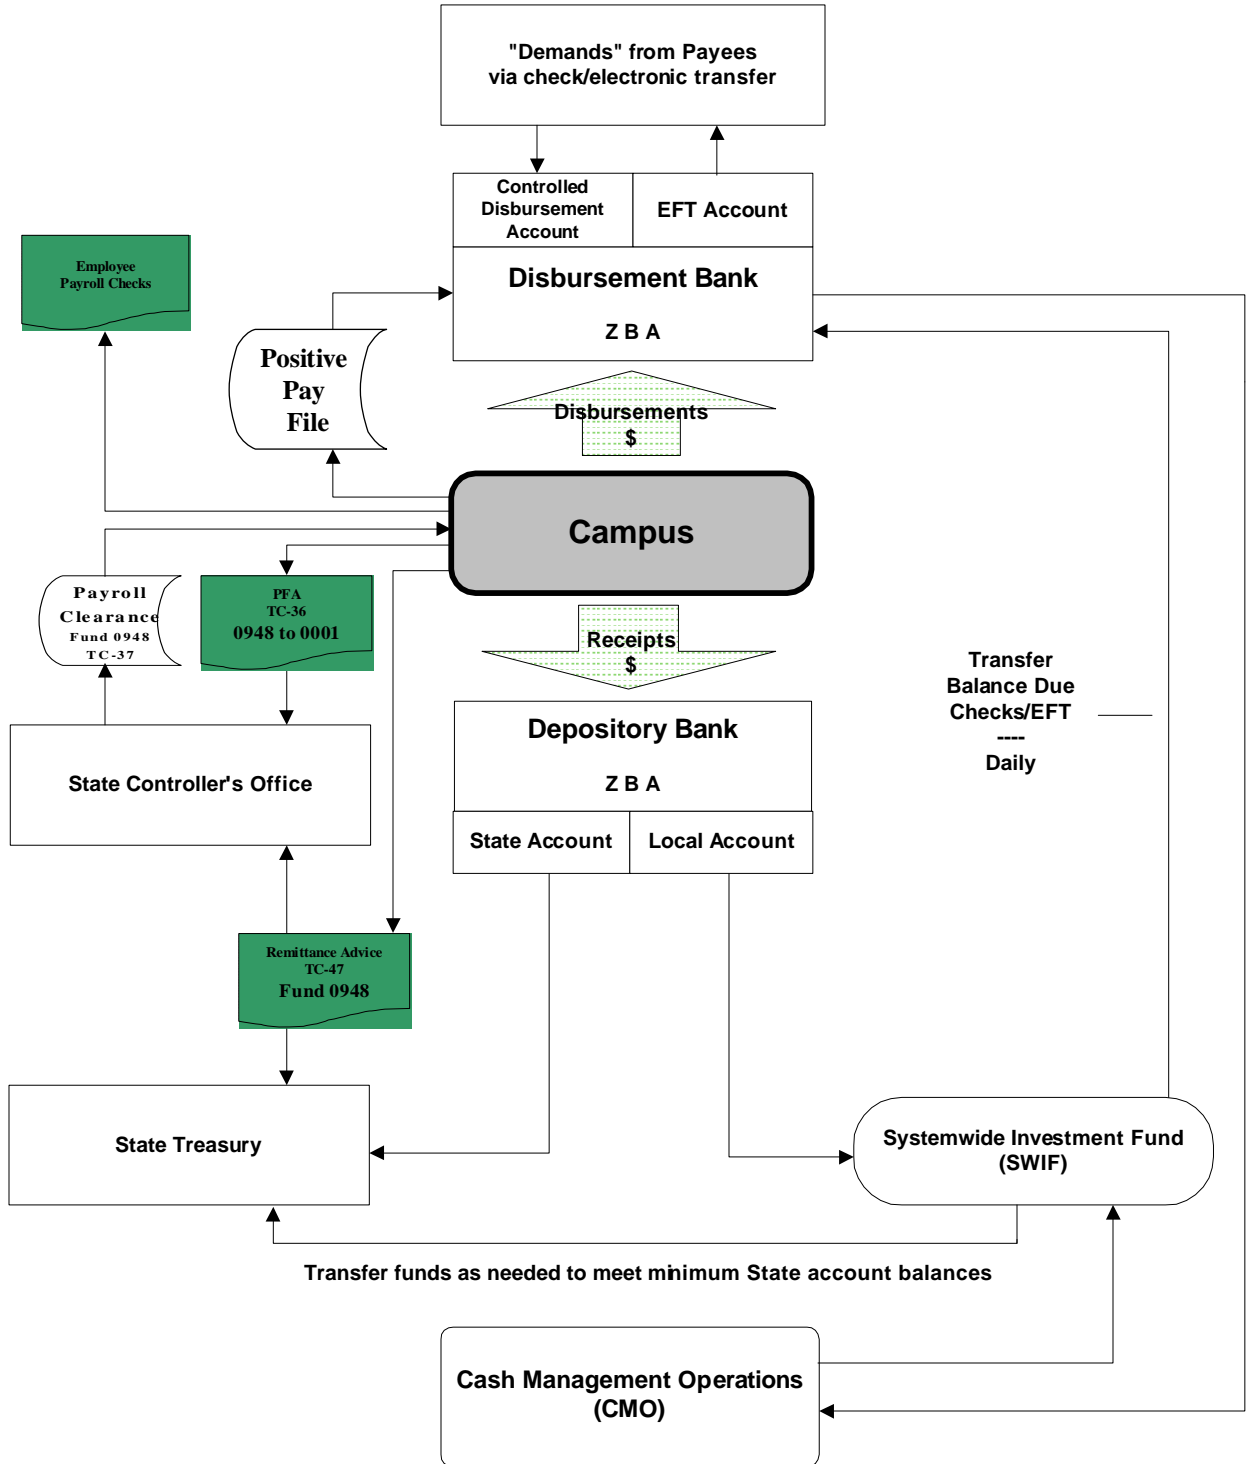 "Demands" from Payees
via check/electronic transfer
Controlled
Disbursement
Account
EFT Account
Employee
Payroll Checks
Disbursement Bank
Z B A
Positive
Pay
File
Disbursements
$
Campus
Payroll
Clearance
Fund 0948
TC-37
PFA
TC-36
0948 to 0001
Receipts
$
Transfer
Balance Due
Checks/EFT
----
Daily
Depository Bank
Z B A
State Controller's Office
State Account
Local Account
Remittance Advice
TC-47
Fund 0948
State Treasury
Systemwide Investment Fund
(SWIF)
Transfer funds as needed to meet minimum State account balances
Cash Management Operations
(CMO)